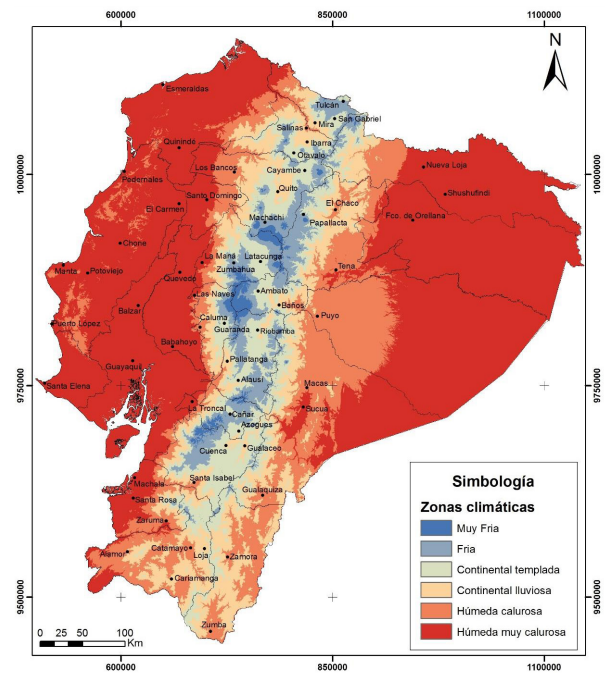 600000 850000 1100000
N
Esmeraldas
Tulcán
San Gabriel
Mira
Salinas
Ibarra
Quinindé
Otavalo
Los Bancos
Cayambe
Nueva Loja
1000000
1000000
Pedernales
Quito
Shushufindi
Santo Domingo
El Chaco
El Carmen
Machachi
Papallacta
Fco. de Orellana
Chone
La Maná
Latacunga
Manta
Potoviejo
Zumbahua
Tena
Quevedo
Las Naves
Ambato
Balzar
Baños
Puerto López
Caluma
Puyo
Guaranda
Riobamba
Babahoyo
Guayaquil
Pallatanga
Santa Elena
Alausí
Macas
9750000
9750000
La Tronca
Sucua
Cañar
Azogues
Cuenca
Gualaceo
Machala
Santa Isabel
Santa Rosa
Gualaquiza
Zaruma
Alamor
Catamayo
Loja
Zamora
Cariamanga
9500000
9500000
Zumba
Simbología
Zonas climáticas
Muy Fria
Fria
Continental templada
Continental lluviosa
Húmeda calurosa
Húmeda muy calurosa
0 25 50 100
Km
600000 850000 1100000